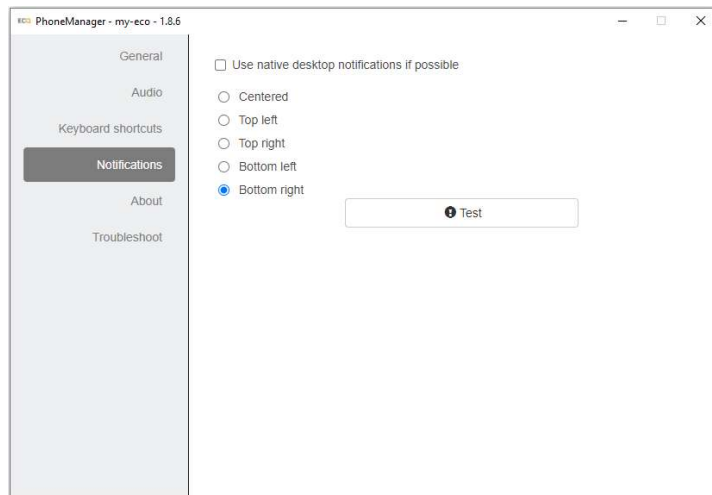 ECO PhoneManager - my-eco - 1.8.6
General
Audio
Keyboard shortcuts
Notifications
About
Troubleshoot
Use native desktop notifications if possible
Centered
Top left
Top right
Bottom left
Bottom right
Test